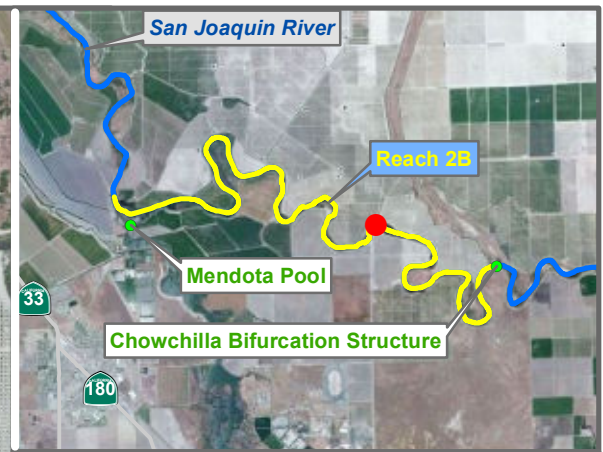 San Joaquin River
Reach 2B
Mendota Pool
33
Chowchilla Bifurcation Structure
180